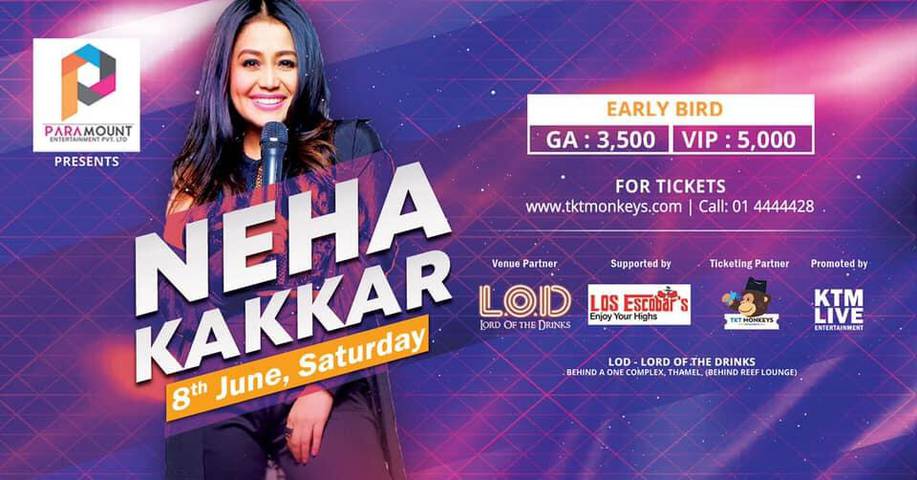 PARAMOUNT
ENTERTAINMENT PVT. LTD
PRESENTS
NEHA
KAKKAR
8th June, Saturday
EARLY BIRD
GA : 3,500 VIP : 5,000
FOR TICKETS
www.tktmonkeys.com | Call: 01 4444428
Venue Partner
L.O.D
LORD OF THE DRINKS
Supported by
LOS Escobar's
Enjoy Your Highs
Ticketing Partner
TKT MONKEYS
Promoted by
KTM
LIVE
ENTERTAINMENT
LOD - LORD OF THE DRINKS
BEHIND A ONE COMPLEX, THAMEL, (BEHIND REEF LOUNGE)